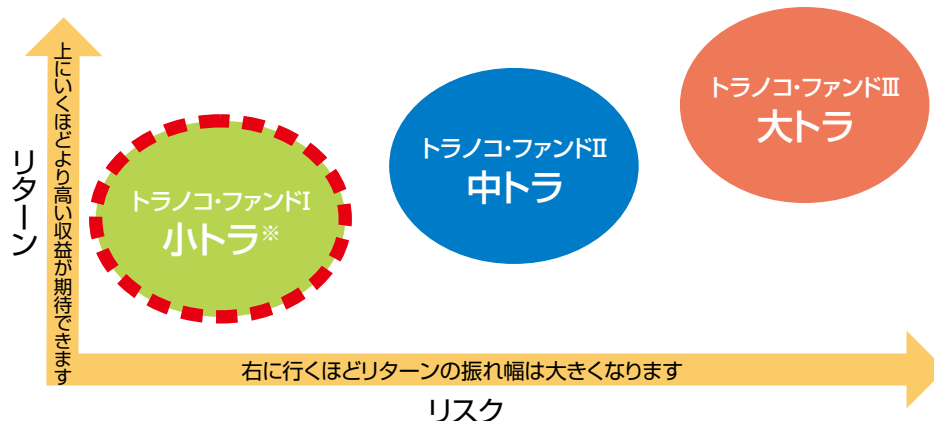 リターン
上にいくほどより高い収益が期待できます
トラノコ・ファンドⅠ
小トラ※
トラノコ・ファンドⅡ
中トラ
トラノコ・ファンドⅢ
大トラ
右に行くほどリターンの振れ幅は大きくなります
リスク